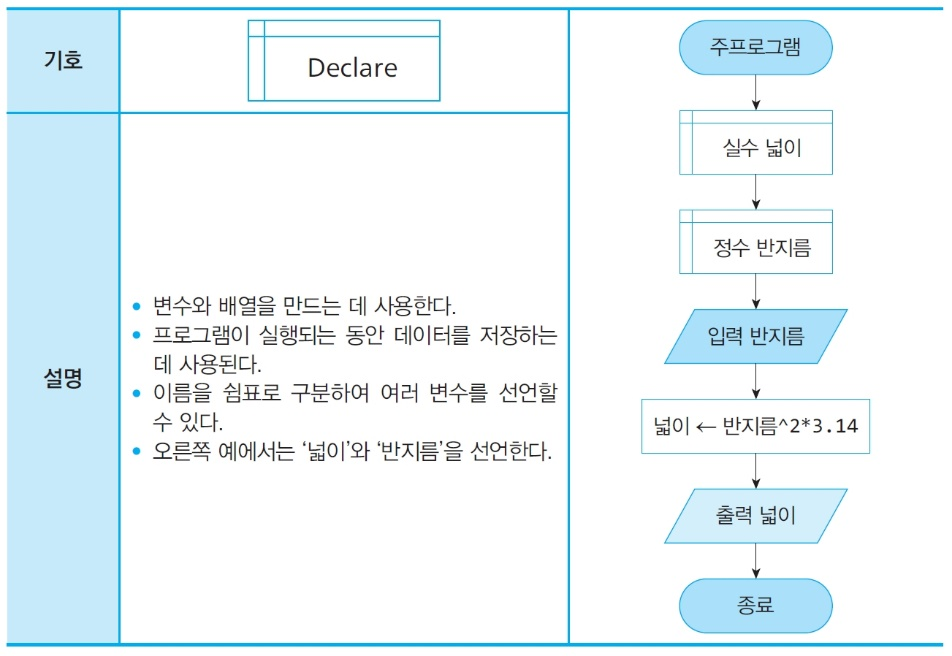 기호
Declare
설명
• 변수와 배열을 만드는 데 사용한다.
• 프로그램이 실행되는 동안 데이터를 저장하는
데 사용된다.
• 이름을 쉼표로 구분하여 여러 변수를 선언할
수 있다.
• 오른쪽 예에서는 ‘넓이’와 ‘반지름’을 선언한다.
주프로그램
실수 넓이
정수 반지름
입력 반지름
넓이 ← 반지름^2*3.14
출력 넓이
종료